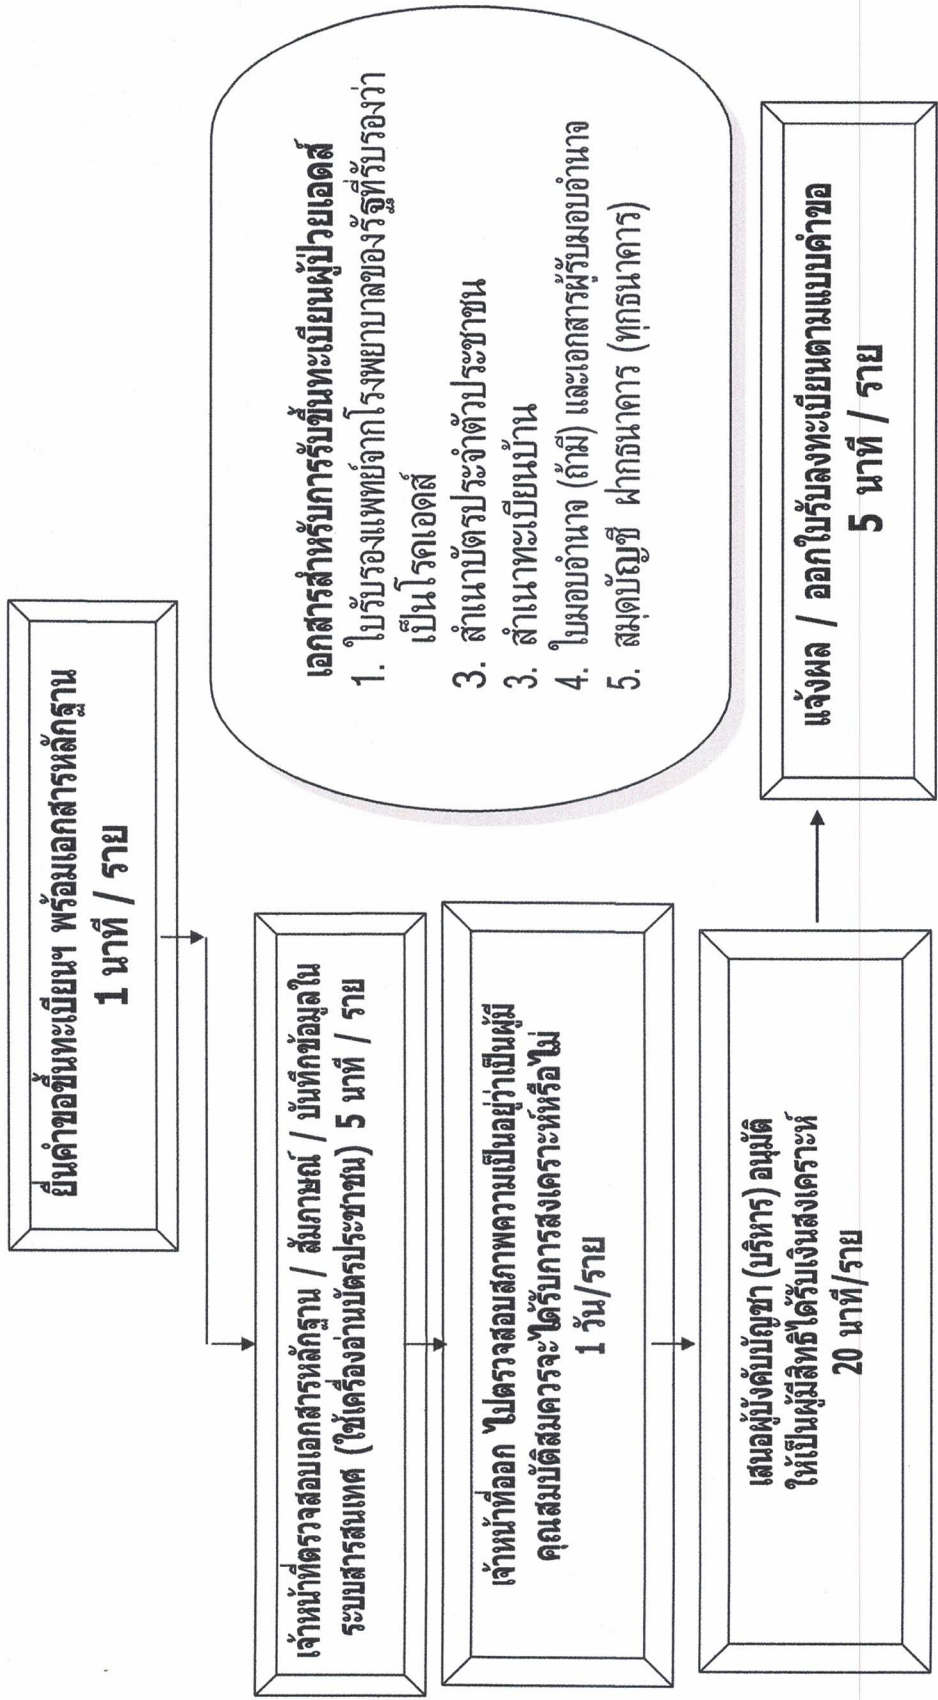 ยื่นคำขอขึ้นทะเบียนฯ พร้อมเอกสารหลักฐาน
1 นาที / ราย
เจ้าหน้าที่ตรวจสอบเอกสารหลักฐาน / สัมภาษณ์ / บันทึกข้อมูลใน
ระบบสารสนเทศ (ใช้เครื่องอ่านบัตรประชาชน) 5 นาที / ราย
เจ้าหน้าที่ออก ไปตรวจสอบสภาพความเป็นอยู่ว่าเป็นผู้มี
คุณสมบัติสมควรจะได้รับการสงเคราะห์หรือไม่
1 วัน/ราย
เสนอผู้บังคับบัญชา (บริหาร) อนุมัติ
ให้เป็นผู้มีสิทธิได้รับเงินสงเคราะห์
20 นาที/ราย
แจ้งผล / ออกใบรับลงทะเบียนตามแบบคำขอ
5 นาที / ราย
เอกสารสำหรับการรับขึ้นทะเบียนผู้ป่วยเอดส์
1. ใบรับรองแพทย์จากโรงพยาบาลของรัฐที่รับรองว่า
เป็นโรคเอดส์
3. สำเนาบัตรประจำตัวประชาชน
3. สำเนาทะเบียนบ้าน
4. ใบมอบอำนาจ (ถ้ามี) และเอกสารผู้รับมอบอำนาจ
5. สมุดบัญชี ฝากธนาคาร (ทุกธนาคาร)